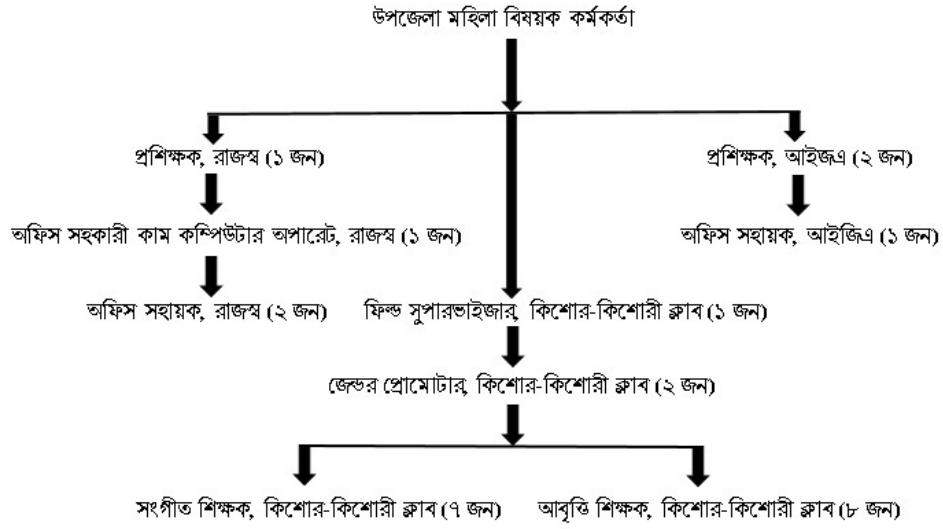 উপজেলা মহিলা বিষয়ক কর্মকর্তা
প্রশিক্ষক, রাজস্ব (১ জন)
প্রশিক্ষক, আইজএ (২ জন)
অফিস সহকারী কাম কম্পিউটার অপারেট, রাজস্ব (১ জন)
অফিস সহায়ক, আইজিএ (১ জন)
অফিস সহায়ক, রাজস্ব (২ জন)
ফিল্ড সুপারভাইজার, কিশোর-কিশোরী ক্লাব (১ জন)
জেন্ডর প্রোমোটার, কিশোর-কিশোরী ক্লাব (২ জন)
সংগীত শিক্ষক, কিশোর-কিশোরী ক্লাব (৭ জন)
আবৃত্তি শিক্ষক, কিশোর-কিশোরী ক্লাব (৮ জন)